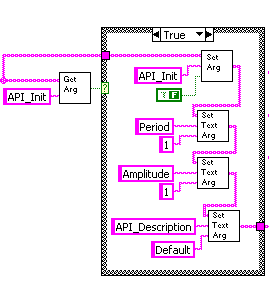 True
Set
Arg
API_Init
? F
Get
Arg
API_Init
?
Set
Text
Arg
Period
1
Set
Text
Arg
Amplitude
1
Set
Text
Arg
API_Description
Default